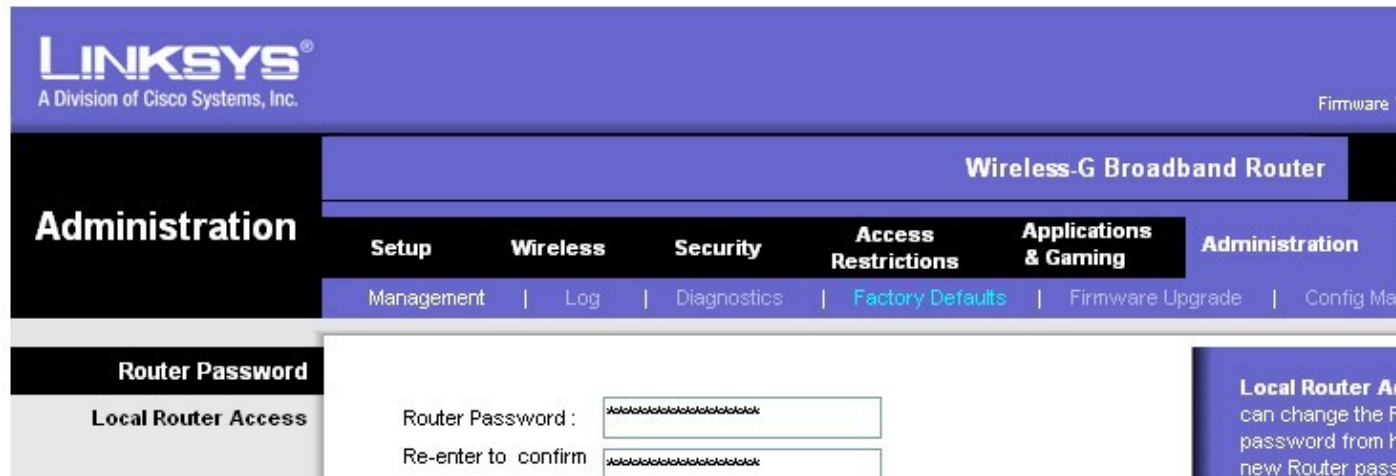 LINKSYS®
A Division of Cisco Systems, Inc.
Firmware
Wireless-G Broadband Router
Administration
Setup Wireless Security Access Restrictions Applications & Gaming Administration
Management | Log | Diagnostics | Factory Defaults | Firmware Upgrade | Config Ma
Router Password
Local Router Access
Router Password : *******************
Re-enter to confirm *******************
Local Router A
can change the R
password from h
new Router pass